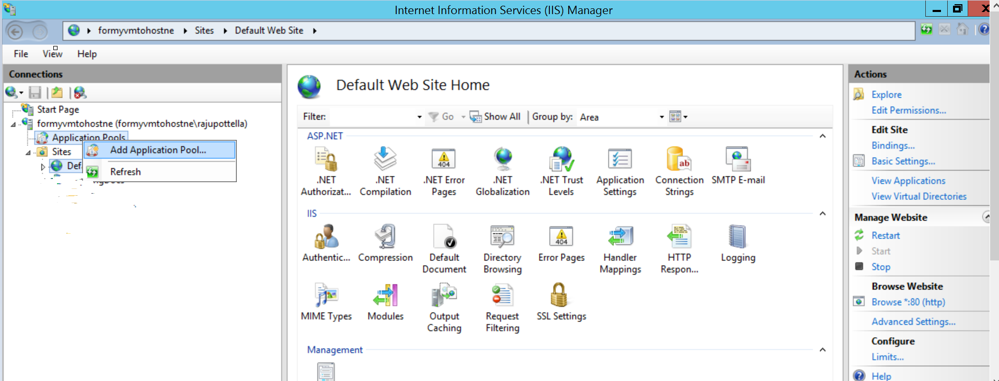 Internet Information Services (IIS) Manager
formyvmtohostne Sites Default Web Site
File View Help
Connections
Start Page
formyvmtohostne (formyvmtohostne\rajupottella)
Application Pools
Add Application Pool...
Sites
Refresh
Default Web Site Home
Filter: Go Show All Group by: Area
ASP.NET
.NET Authorizat...
.NET Compilation
.NET Error Pages
.NET Globalization
.NET Trust Levels
Application Settings
Connection Strings
SMTP E-mail
IIS
Authentic...
Compression
Default Document
Directory Browsing
Error Pages
404
Handler Mappings
HTTP Respon...
Logging
MIME Types
Modules
Output Caching
Request Filtering
SSL Settings
Management
Actions
Explore
Edit Permissions...
Edit Site
Bindings...
Basic Settings...
View Applications
View Virtual Directories
Manage Website
Restart
Start
Stop
Browse Website
Browse *:80 (http)
Advanced Settings...
Configure
Limits...
Help